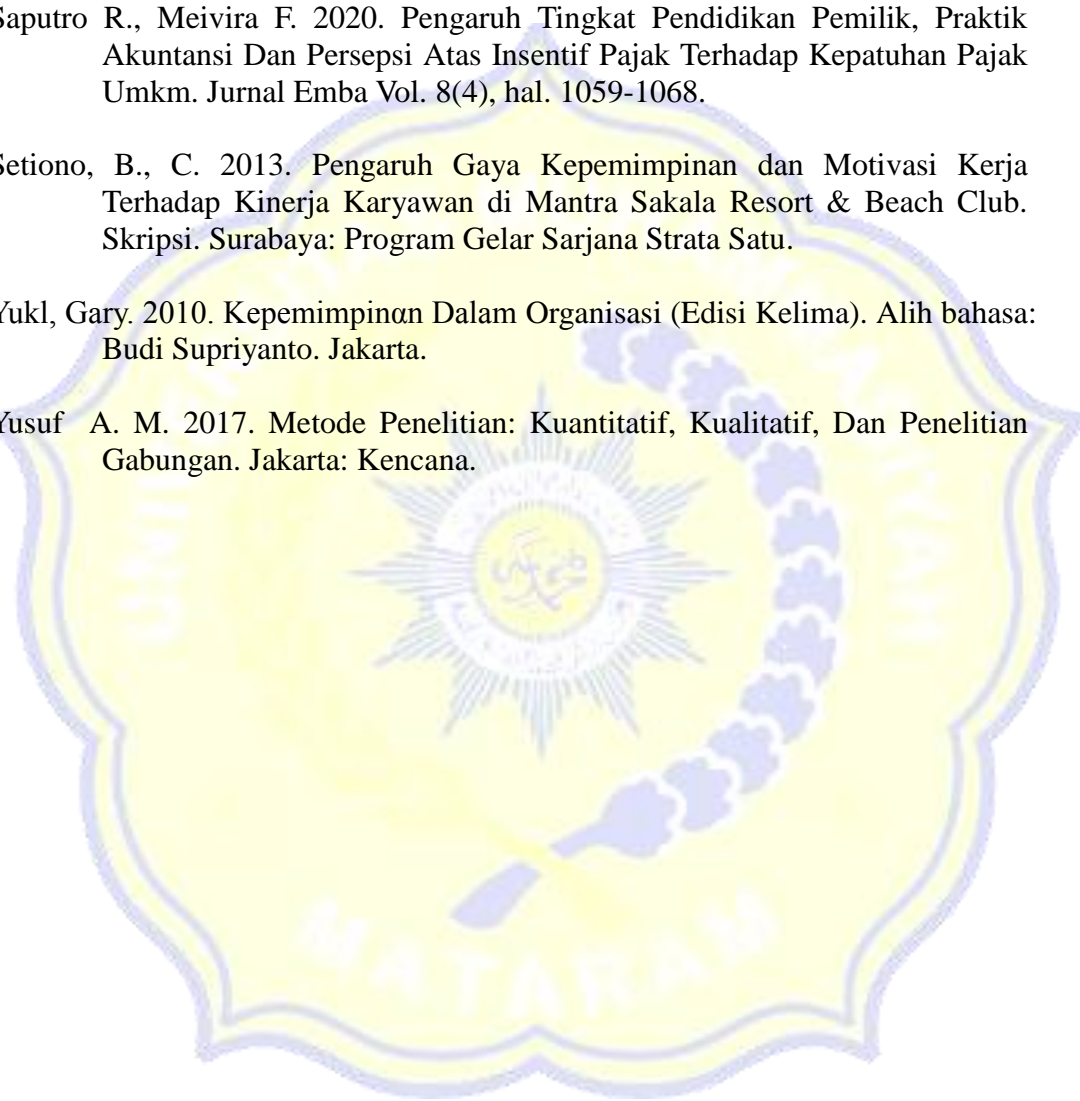 Saputro R., Meivira F. 2020. Pengaruh Tingkat Pendidikan Pemilik, Praktik
Akuntansi Dan Persepsi Atas Insentif Pajak Terhadap Kepatuhan Pajak
Umkm. Jurnal Emba Vol. 8(4), hal. 1059-1068.
Setiono, B., C. 2013. Pengaruh Gaya Kepemimpinan dan Motivasi Kerja
Terhadap Kinerja Karyawan di Mantra Sakala Resort & Beach Club.
Skripsi. Surabaya: Program Gelar Sarjana Strata Satu.
Yukl, Gary. 2010. Kepemimpinαn Dalam Organisasi (Edisi Kelima). Alih bahasa:
Budi Supriyanto. Jakarta.
Yusuf A. M. 2017. Metode Penelitian: Kuantitatif, Kualitatif, Dan Penelitian
Gabungan. Jakarta: Kencana.
UNIVERSITAS MUHAMMADIYAH
MATARAM